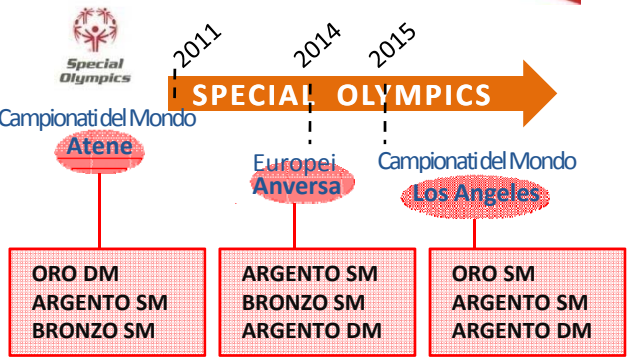 Special
Olympics
2011
2014
2015
SPECIAL OLYMPICS
Campionati del Mondo
Atene
Europei
Anversa
Campionati del Mondo
Los Angeles
ORO DM
ARGENTO SM
BRONZO SM
ARGENTO SM
BRONZO SM
ARGENTO DM
ORO SM
ARGENTO SM
ARGENTO DM